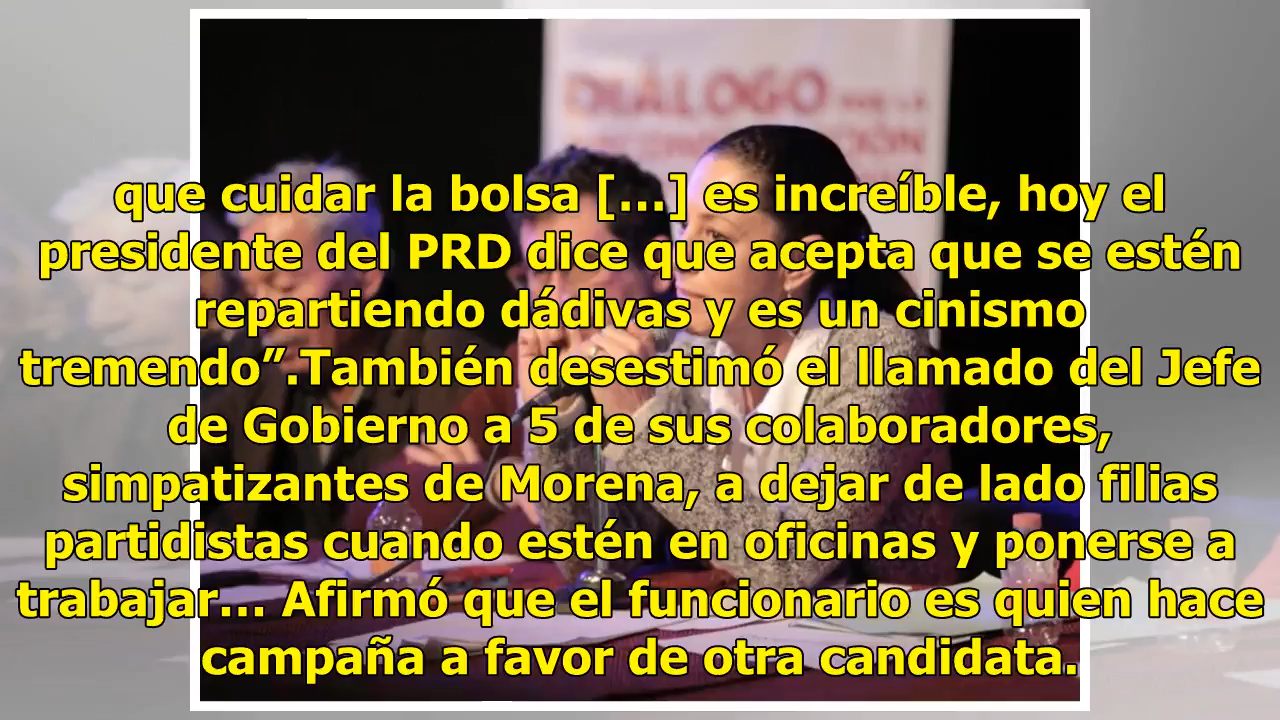 DIÁLOGO POR LA
que cuidar la bolsa [...] es increíble, hoy el
presidente del PRD dice que acepta que se estén
repartiendo dádivas y es un cinismo
tremendo”.También desestimó el llamado del Jefe
de Gobierno a 5 de sus colaboradores,
simpatizantes de Morena, a dejar de lado filias
partidistas cuando estén en oficinas y ponerse a
trabajar... Afirmó que el funcionario es quien hace
campaña a favor de otra candidata.